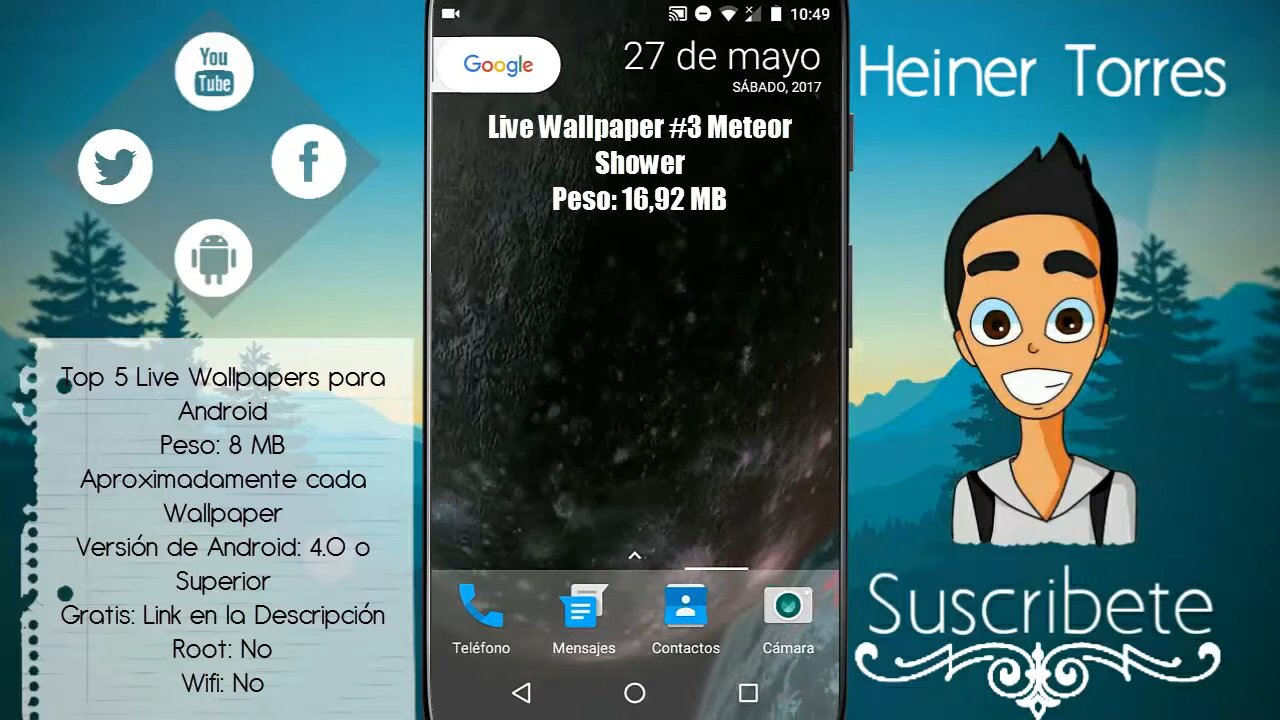 You
Tube
f
Top 5 Live Wallpapers para
Android
Peso: 8 MB
Aproximadamente cada
Wallpaper
Versión de Android: 4.0 o
Superior
Gratis: Link en la Descripción
Root: No
Wifi: No
10:49
Google
27 de mayo
SÁBADO, 2017
Live Wallpaper #3 Meteor
Shower
Peso: 16,92 MB
Teléfono
Mensajes
Contactos
Cámara
Heiner Torres
Suscribete